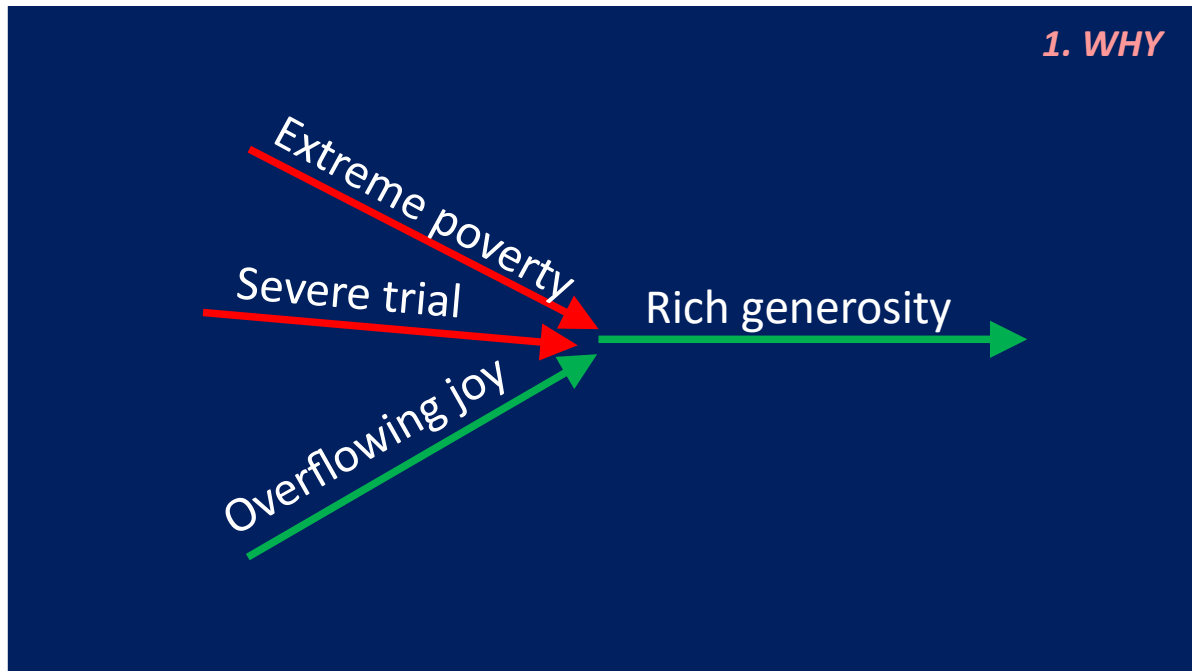 1. WHY
Extreme poverty
Severe trial
Rich generosity
Overflowing joy